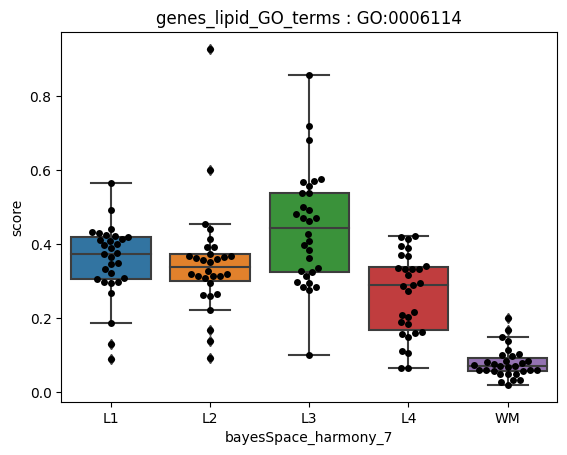 genes_lipid_GO_terms : GO:0006114
score
0.8
0.6
0.4
0.2
0.0
L1 L2 L3 L4 WM
bayesSpace_harmony_7